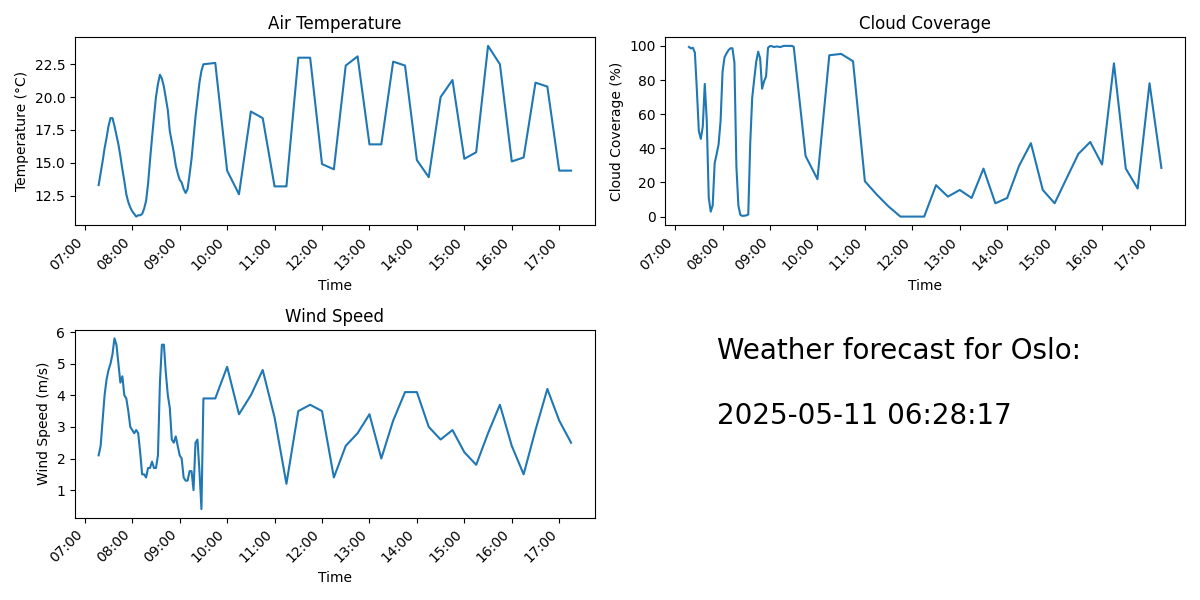 Air Temperature
Temperature (°C)
22.5
20.0
17.5
15.0
12.5
07:00 08:00 09:00 10:00 11:00 12:00 13:00 14:00 15:00 16:00 17:00
Time
Cloud Coverage
Cloud Coverage (%)
100
80
60
40
20
0
07:00 08:00 09:00 10:00 11:00 12:00 13:00 14:00 15:00 16:00 17:00
Time
Wind Speed
Wind Speed (m/s)
6
5
4
3
2
1
07:00 08:00 09:00 10:00 11:00 12:00 13:00 14:00 15:00 16:00 17:00
Time
Weather forecast for Oslo:
2025-05-11 06:28:17